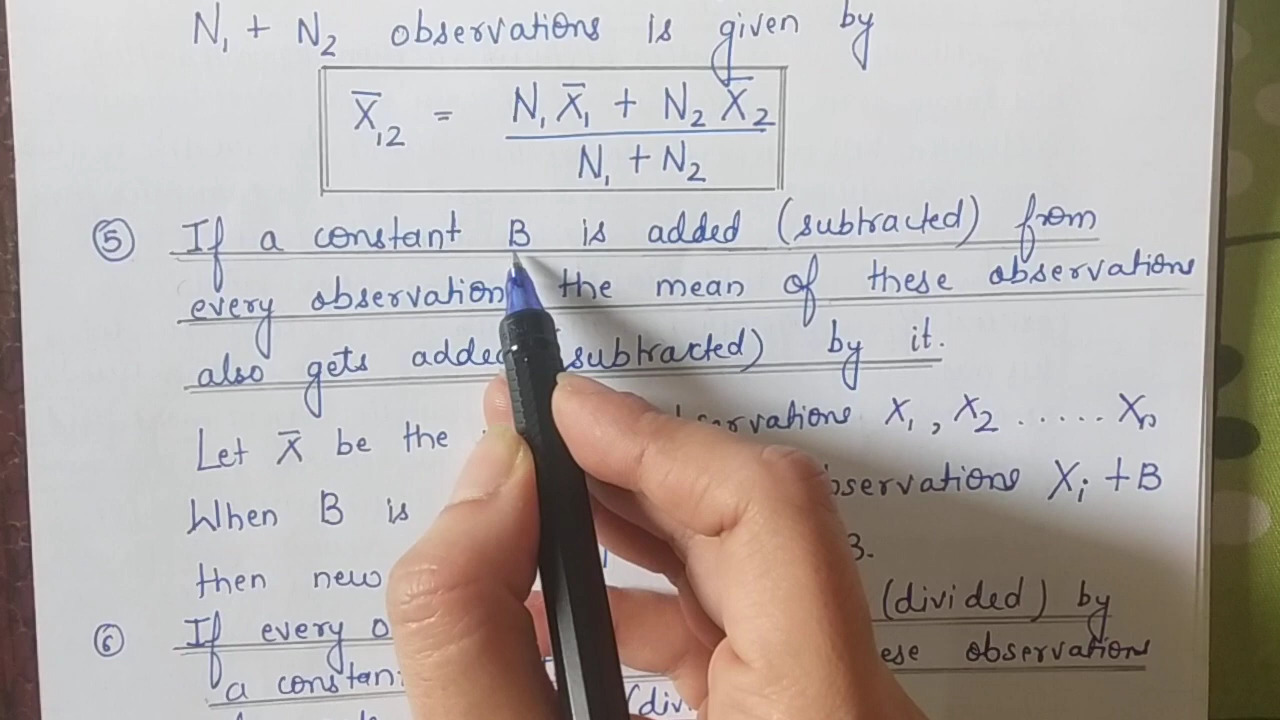 N₁ + N₂ observations is given by
X̄₁₂ = N₁X̄₁ + N₂X̄₂
N₁ + N₂
⑤ If a constant B is added (subtracted) from
every observation the mean of these observations
also gets added (subtracted) by it.
Let X̄ be the observations X₁, X₂ ..... Xₙ
When B is observations Xᵢ + B
then new B.
⑥ If every (divided) by
a observations